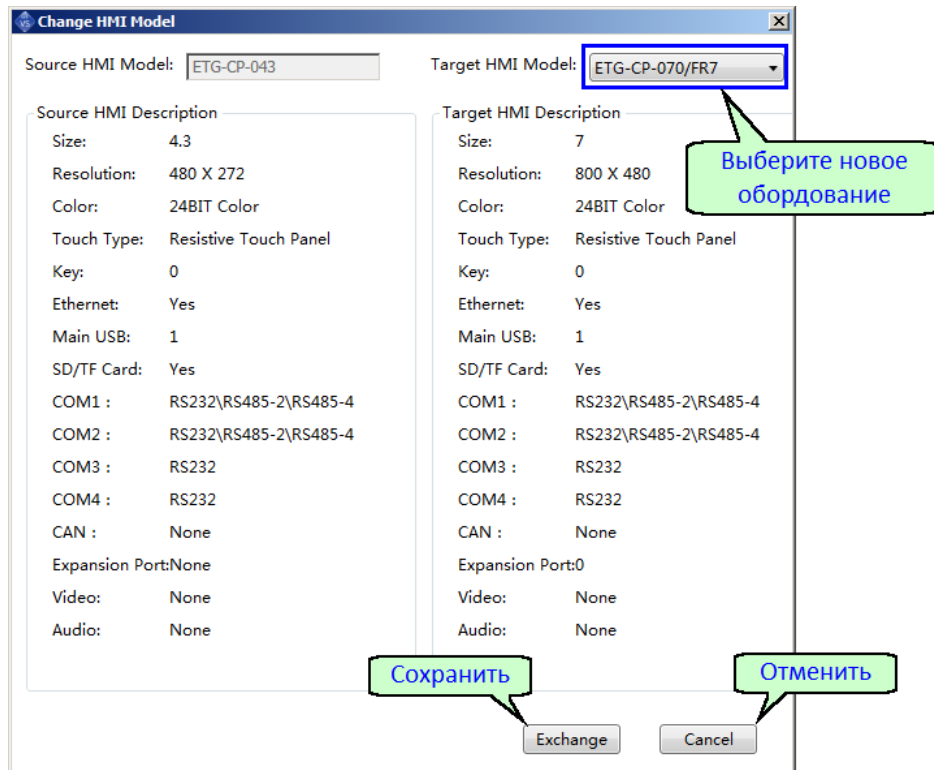 Change HMI Model
Source HMI Model: ETG-CP-043 Target HMI Model: ETG-CP-070/FR7
Выберите новое
обордование
Source HMI Description
Size: 4.3
Resolution: 480 X 272
Color: 24BIT Color
Touch Type: Resistive Touch Panel
Key: 0
Ethernet: Yes
Main USB: 1
SD/TF Card: Yes
COM1 : RS232\RS485-2\RS485-4
COM2 : RS232\RS485-2\RS485-4
COM3 : RS232
COM4 : RS232
CAN : None
Expansion Port:None
Video: None
Audio: None
Target HMI Description
Size: 7
Resolution: 800 X 480
Color: 24BIT Color
Touch Type: Resistive Touch Panel
Key: 0
Ethernet: Yes
Main USB: 1
SD/TF Card: Yes
COM1 : RS232\RS485-2\RS485-4
COM2 : RS232\RS485-2\RS485-4
COM3 : RS232
COM4 : RS232
CAN : None
Expansion Port:0
Video: None
Audio: None
Сохранить
Отменить
Exchange
Cancel